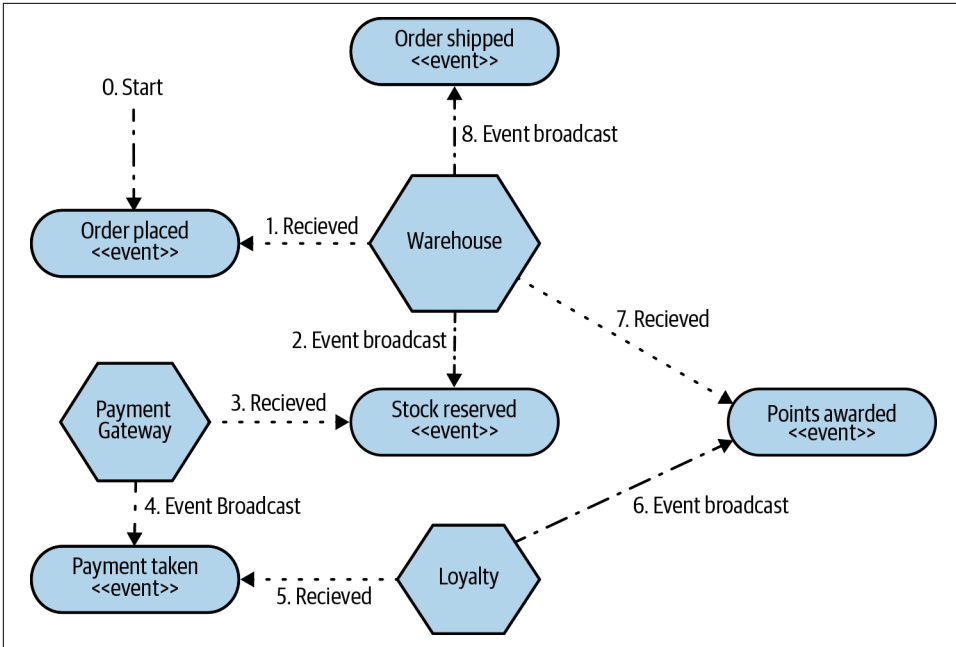 Order shipped
<<event>>
0. Start
8. Event broadcast
Order placed
<<event>>
1. Recieved
Warehouse
2. Event broadcast
7. Recieved
Payment
Gateway
3. Recieved
Stock reserved
<<event>>
Points awarded
<<event>>
4. Event Broadcast
6. Event broadcast
Payment taken
<<event>>
5. Recieved
Loyalty